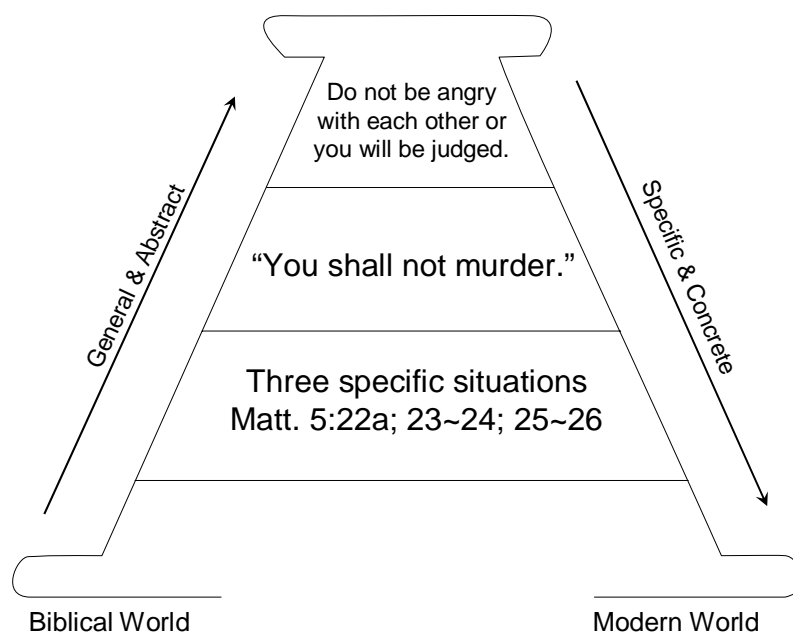 Do not be angry
with each other or
you will be judged.
General & Abstract
Specific & Concrete
“You shall not murder.”
Three specific situations
Matt. 5:22a; 23~24; 25~26
Biblical World
Modern World